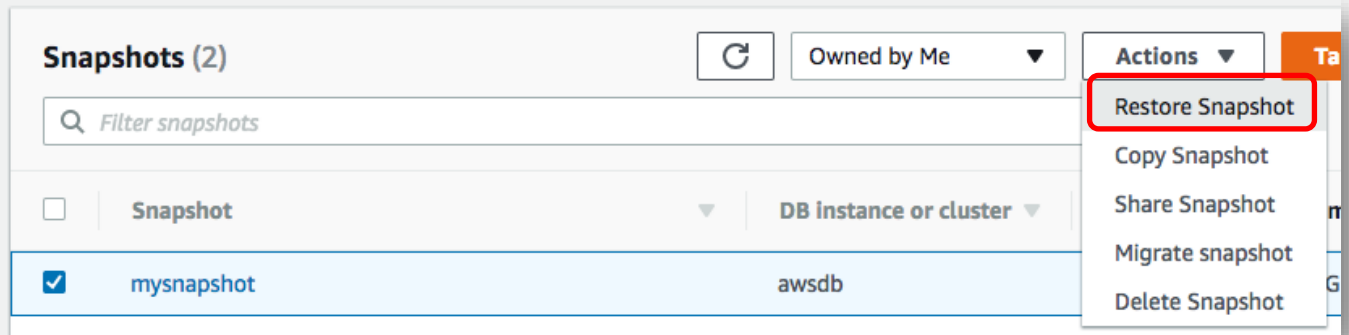 Snapshots (2)
Owned by Me
Actions
Ta
Filter snapshots
Restore Snapshot
Copy Snapshot
Share Snapshot
Migrate snapshot
Delete Snapshot
Snapshot
DB instance or cluster
mysnapshot
awsdb